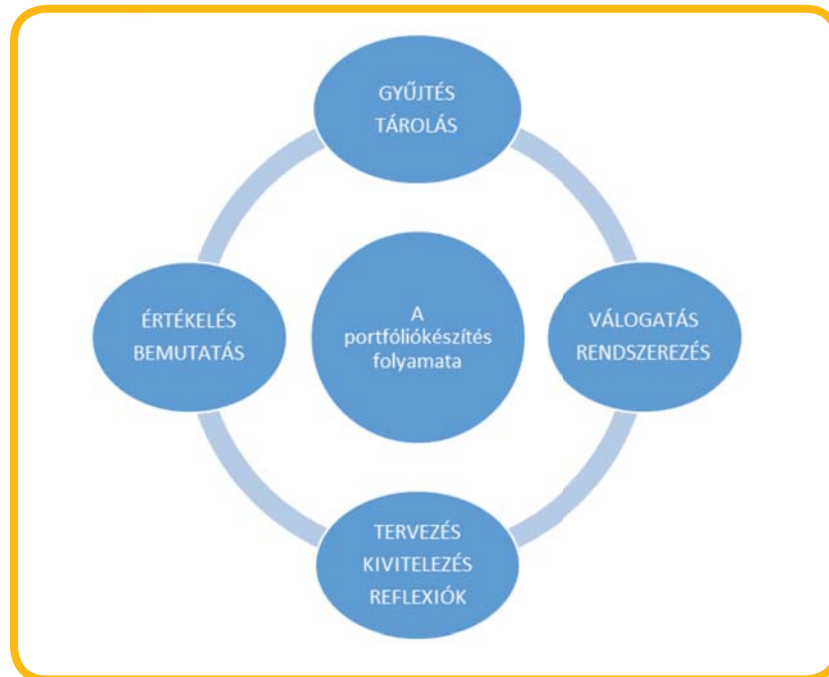 GYŰJTÉS
TÁROLÁS
A
portfóliókészítés
folyamata
ÉRTÉKELÉS
BEMUTATÁS
VÁLOGATÁS
RENDSZEREZÉS
TERVEZÉS
KIVITELEZÉS
REFLEXIÓK